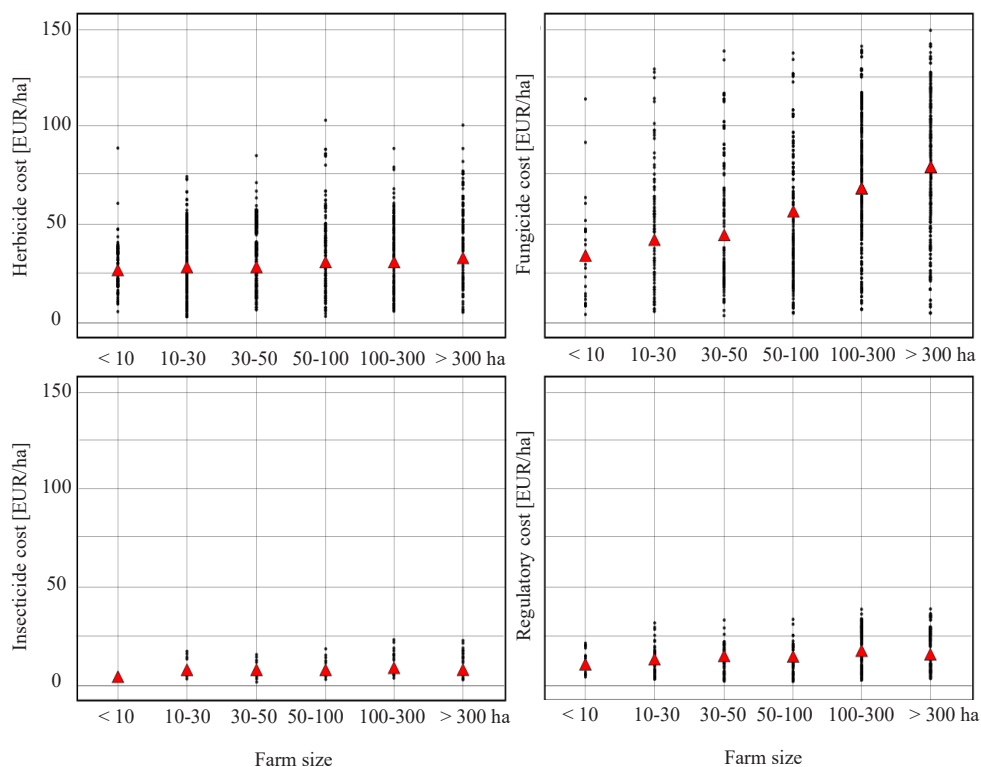 Herbicide cost [EUR/ha]
150
100
50
0
< 10 10-30 30-50 50-100 100-300 > 300 ha
Fungicide cost [EUR/ha]
< 10 10-30 30-50 50-100 100-300 > 300 ha
Insecticide cost [EUR/ha]
150
100
50
0
< 10 10-30 30-50 50-100 100-300 > 300 ha
Farm size
Regulatory cost [EUR/ha]
< 10 10-30 30-50 50-100 100-300 > 300 ha
Farm size